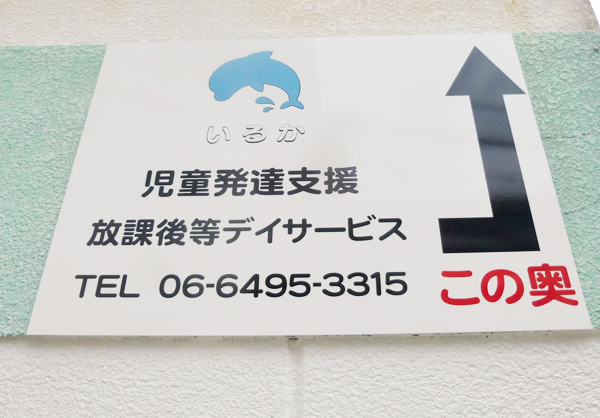 いるか
児童発達支援
放課後等デイサービス
TEL 06-6495-3315
この奥